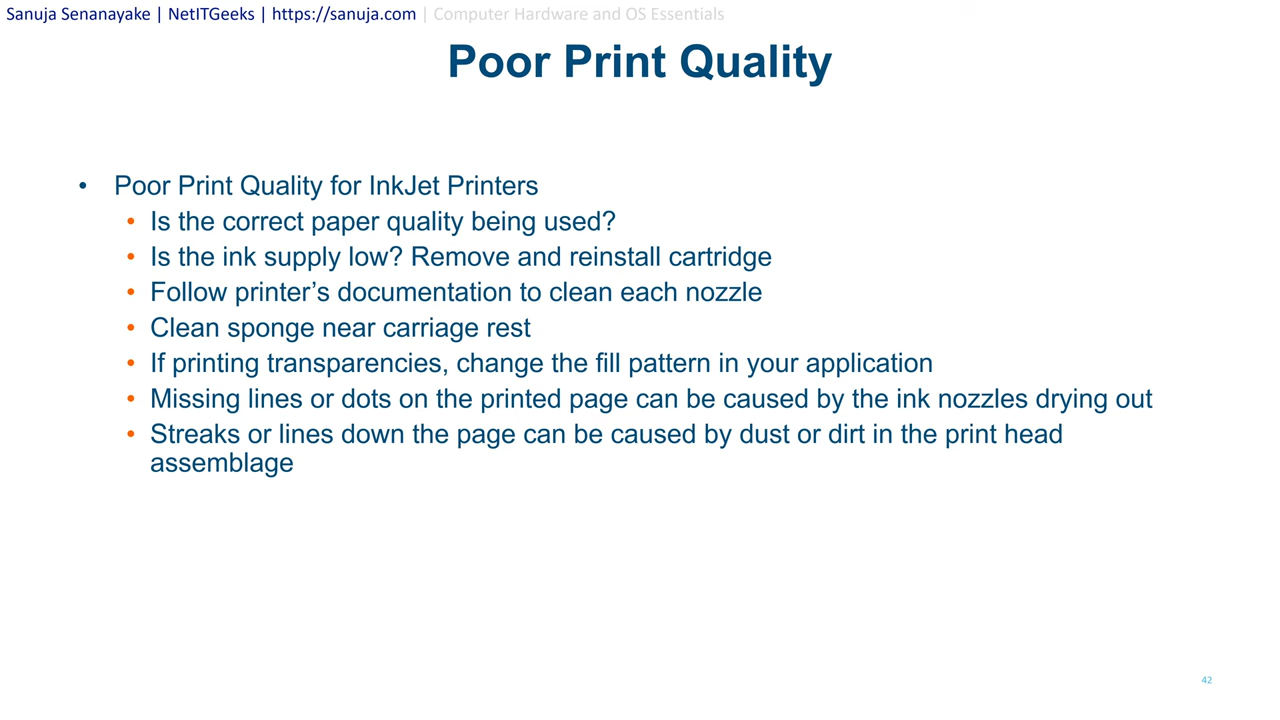 Sanuja Senanayake | NetITGeeks | https://sanuja.com | Computer Hardware and OS Essentials
Poor Print Quality
• Poor Print Quality for InkJet Printers
• Is the correct paper quality being used?
• Is the ink supply low? Remove and reinstall cartridge
• Follow printer’s documentation to clean each nozzle
• Clean sponge near carriage rest
• If printing transparencies, change the fill pattern in your application
• Missing lines or dots on the printed page can be caused by the ink nozzles drying out
• Streaks or lines down the page can be caused by dust or dirt in the print head
assemblage
42